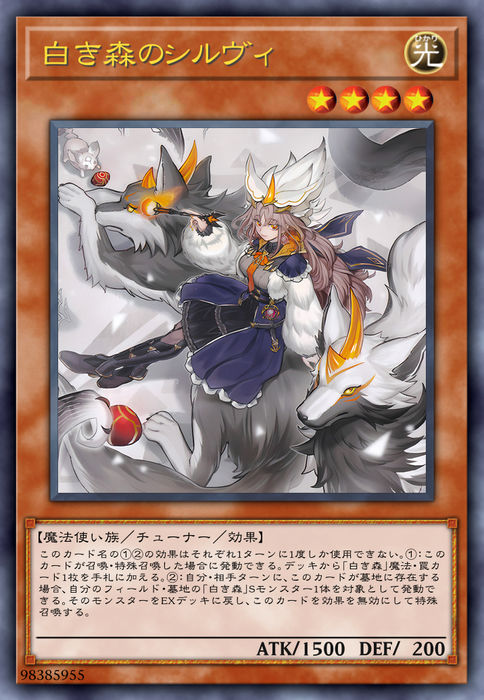 白き森のシルヴィ
ひかり
光
【魔法使い族／チューナー／効果】
このカード名の①②の効果はそれぞれ1ターンに1度しか使用できない。①：この
カードが召喚・特殊召喚した場合に発動できる。デッキから「白き森」魔法・罠カ
ード1枚を手札に加える。②：自分・相手ターンに、このカードが墓地に存在する
場合、自分のフィールド・墓地の「白き森」Sモンスター1体を対象として発動で
きる。そのモンスターをEXデッキに戻し、このカードを効果を無効にして特殊
召喚する。
ATK/1500 DEF/ 200
98385955